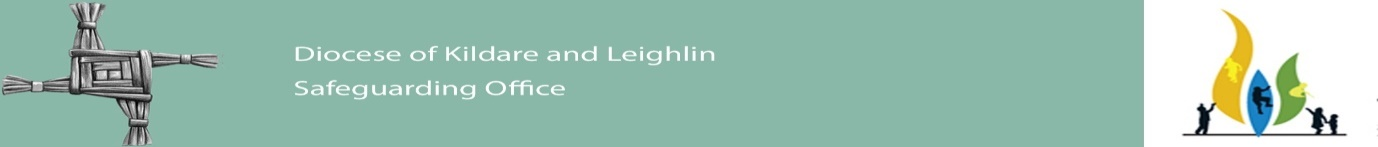 Diocese of Kildare and Leighlin
Safeguarding Office